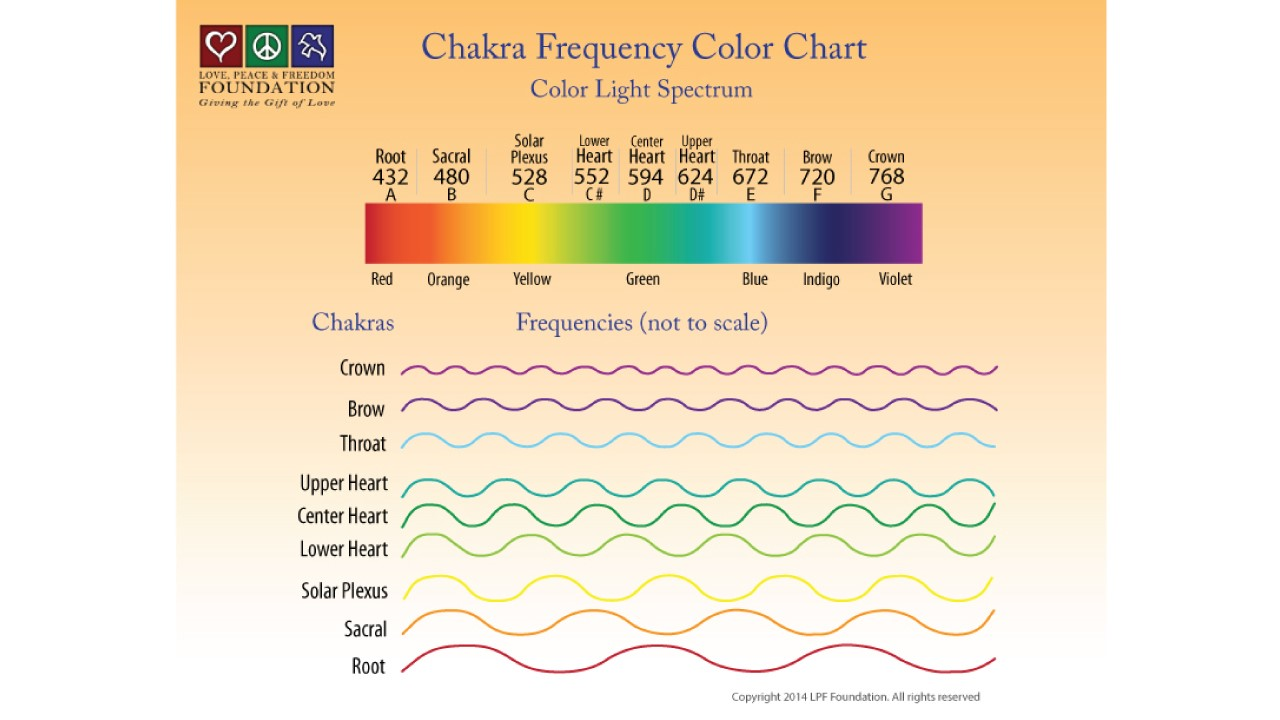 LOVE, PEACE & FREEDOM
FOUNDATION
Giving the Gift of Love
Chakra Frequency Color Chart
Color Light Spectrum
Root
432
A
Sacral
480
B
Solar
Plexus
528
C
Lower
Heart
552
C#
Center
Heart
594
D
Upper
Heart
624
D#
Throat
672
E
Brow
720
F
Crown
768
G
Red Orange Yellow Green Blue Indigo Violet
Chakras Frequencies (not to scale)
Crown
Brow
Throat
Upper Heart
Center Heart
Lower Heart
Solar Plexus
Sacral
Root
Copyright 2014 LPF Foundation. All rights reserved